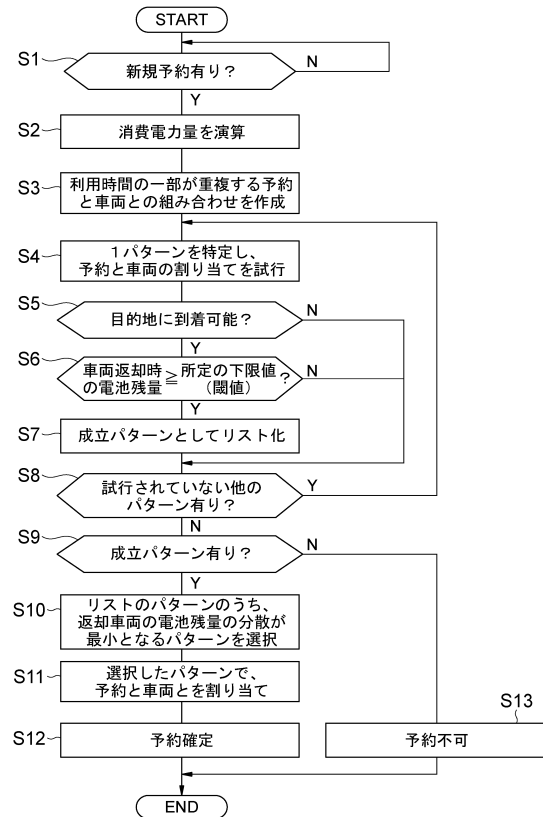 START
S1
新規予約有り?
N
Y
S2
消費電力量を演算
S3
利用時間の一部が重複する予約
と車両との組み合わせを作成
S4
1パターンを特定し、
予約と車両の割り当てを試行
S5
目的地に到着可能?
N
Y
S6
車両返却時 ≧ 所定の下限値 ?
の電池残量 (閾値)
N
Y
S7
成立パターンとしてリスト化
S8
試行されていない他の
パターン有り?
Y
N
S9
成立パターン有り?
N
Y
S10
リストのパターンのうち、
返却車両の電池残量の分散が
最小となるパターンを選択
S11
選択したパターンで、
予約と車両とを割り当て
S12
予約確定
S13
予約不可
END